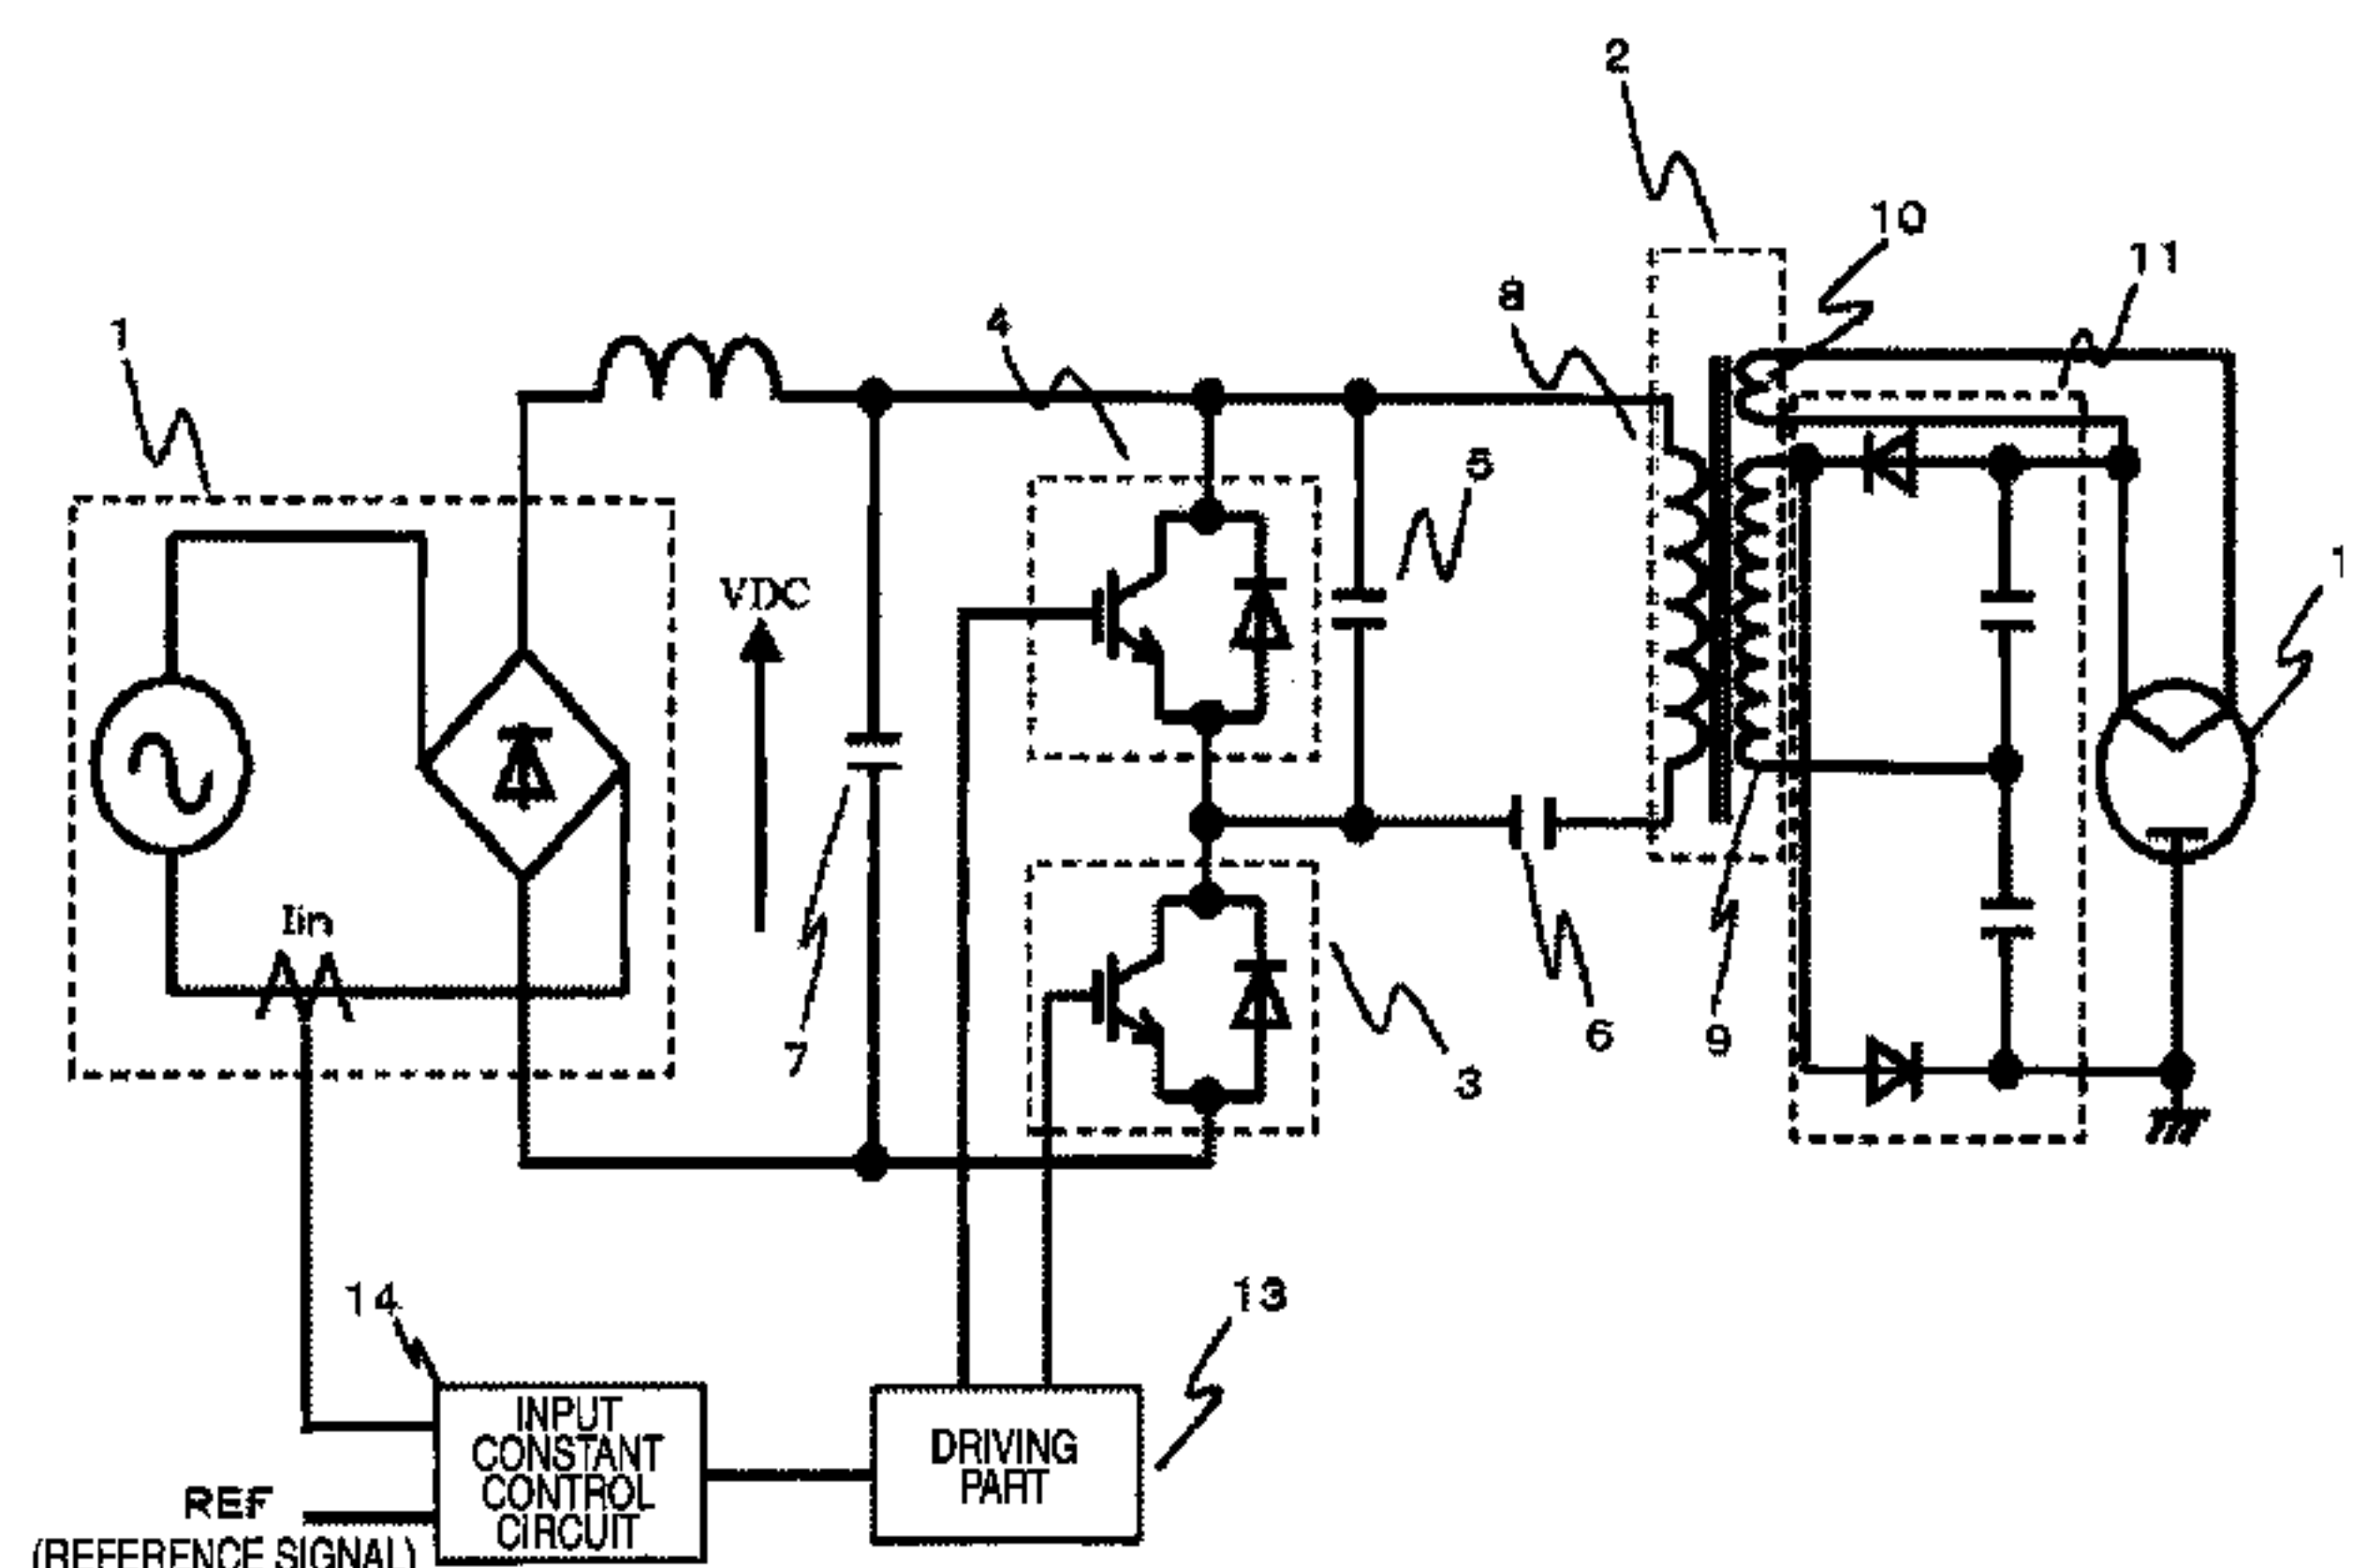 2
10
11
8
4
1
5
1
VDC
Iin
7
6
9
3
14
13
INPUT
CONSTANT
CONTROL
CIRCUIT
DRIVING
PART
REF
(REFERENCE SIGNAL)